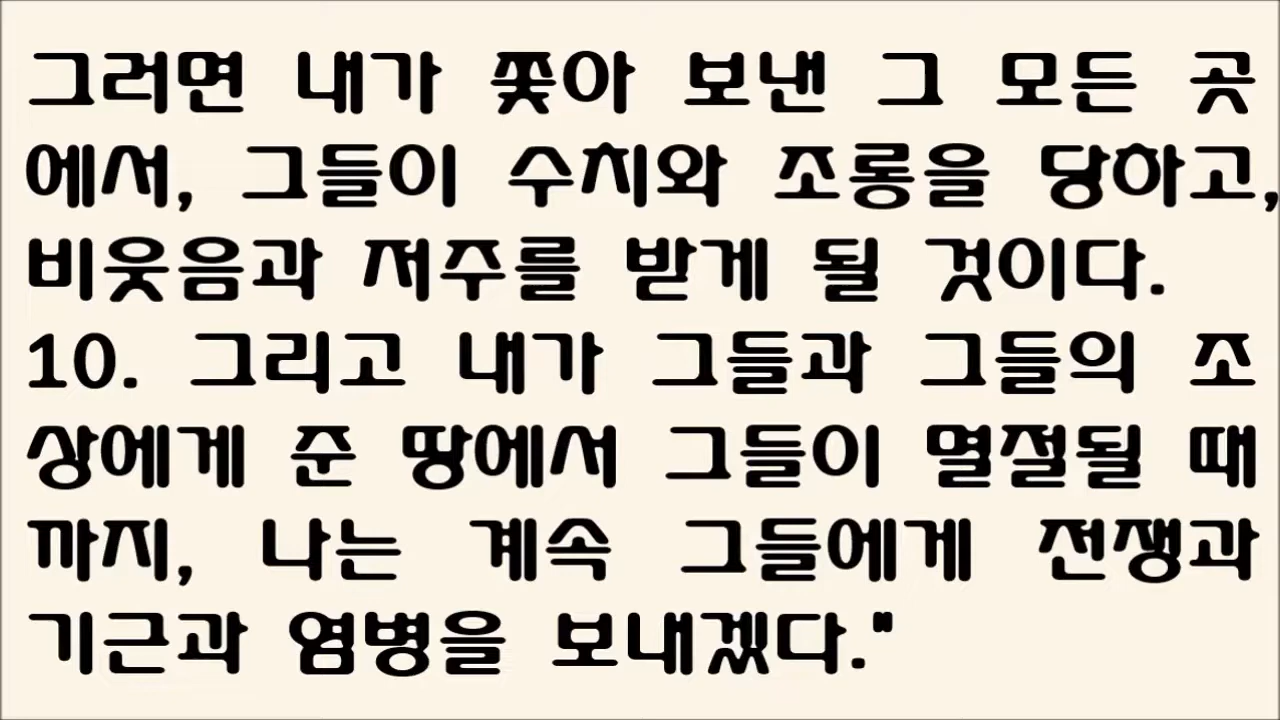 그러면 내가 쫓아 보낸 그 모든 곳
에서, 그들이 수치와 조롱을 당하고,
비웃음과 저주를 받게 될 것이다.
10. 그리고 내가 그들과 그들의 조
상에게 준 땅에서 그들이 멸절될 때
까지, 나는 계속 그들에게 전쟁과
기근과 염병을 보내겠다."